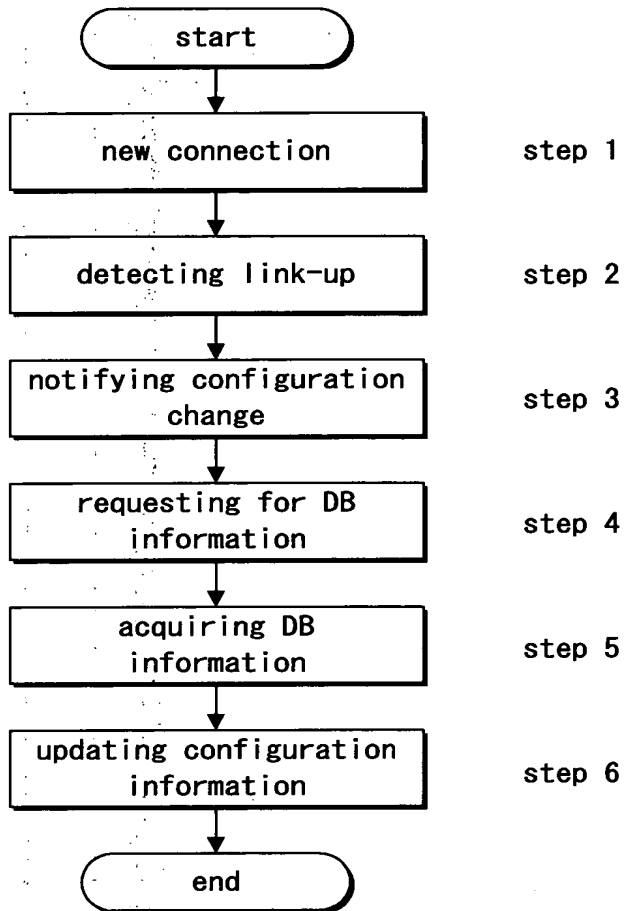 start
new connection step 1
detecting link-up step 2
notifying configuration
change
step 3
requesting for DB
information
step 4
acquiring DB
information
step 5
updating configuration
information
step 6
end